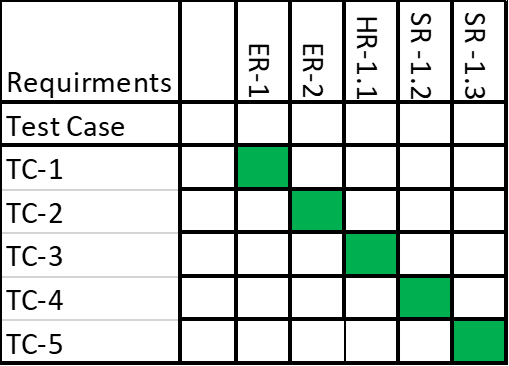 Requirments
ER-1
ER-2
HR-1.1
SR -1.2
SR -1.3
Test Case
TC-1
TC-2
TC-3
TC-4
TC-5